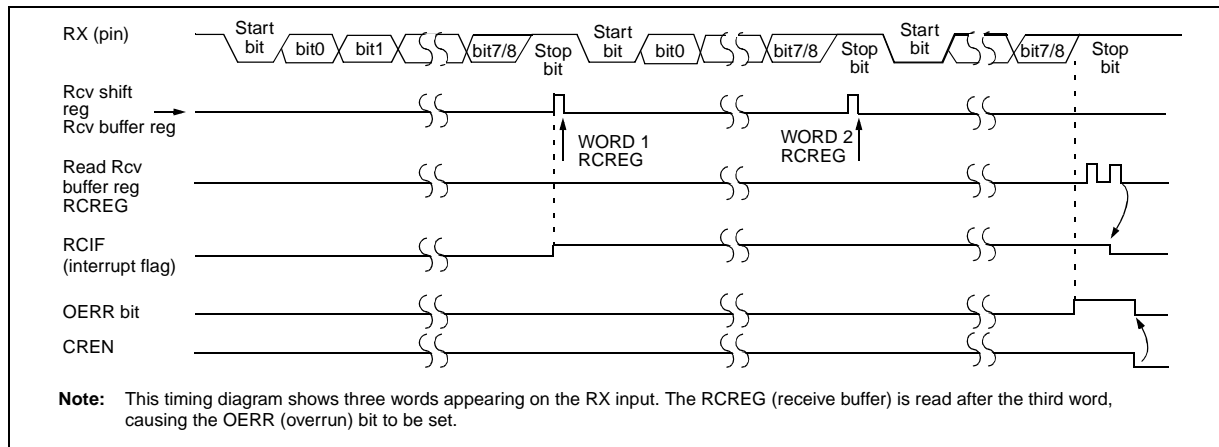 RX (pin)
Start
bit
bit0
bit1
bit7/8
Stop
bit
Start
bit
bit0
bit7/8
Stop
bit
Start
bit
bit7/8
Stop
bit
Rcv shift
reg
Rcv buffer reg
WORD 1
RCREG
WORD 2
RCREG
Read Rcv
buffer reg
RCREG
RCIF
(interrupt flag)
OERR bit
CREN
Note: This timing diagram shows three words appearing on the RX input. The RCREG (receive buffer) is read after the third word,
causing the OERR (overrun) bit to be set.